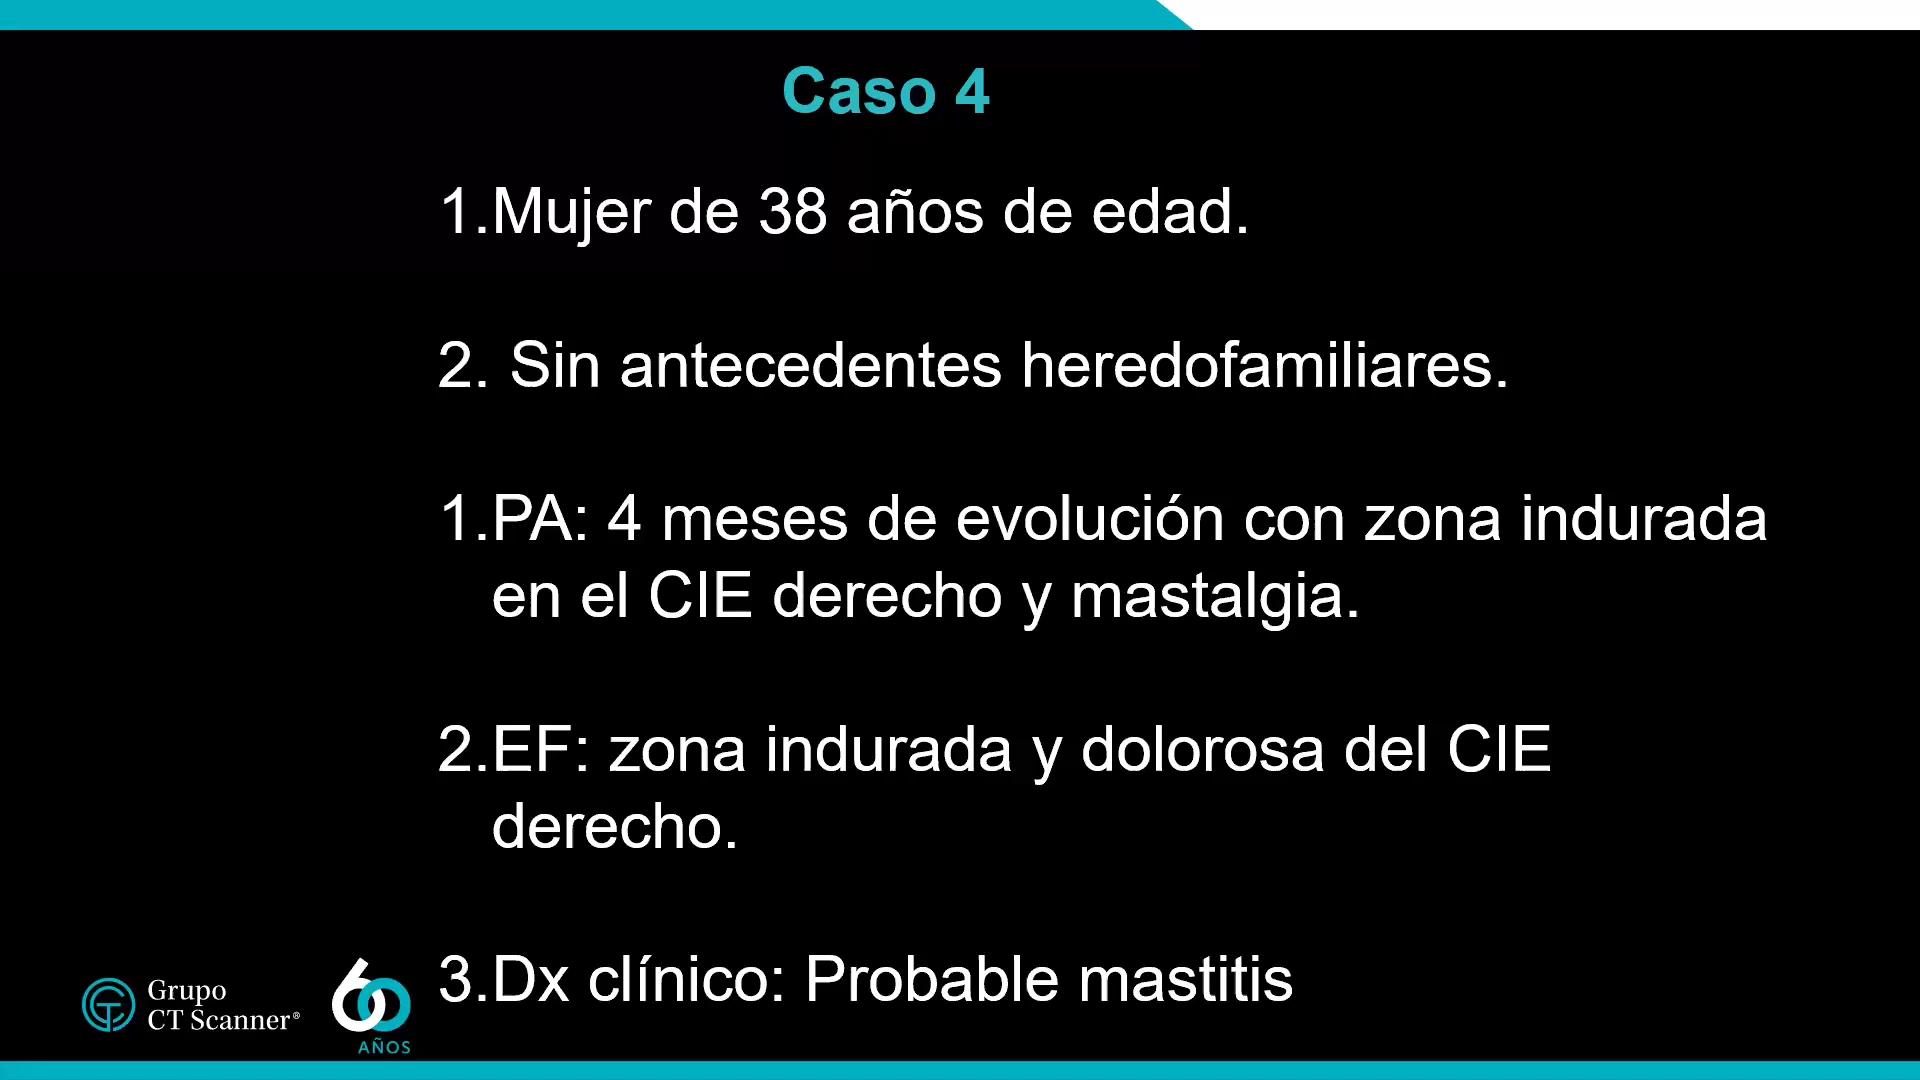 Caso 4
1.Mujer de 38 años de edad.
2. Sin antecedentes heredofamiliares.
1.PA: 4 meses de evolución con zona indurada
en el CIE derecho y mastalgia.
2.EF: zona indurada y dolorosa del CIE
derecho.
3.Dx clínico: Probable mastitis
Grupo
CT Scanner®
60
AÑOS